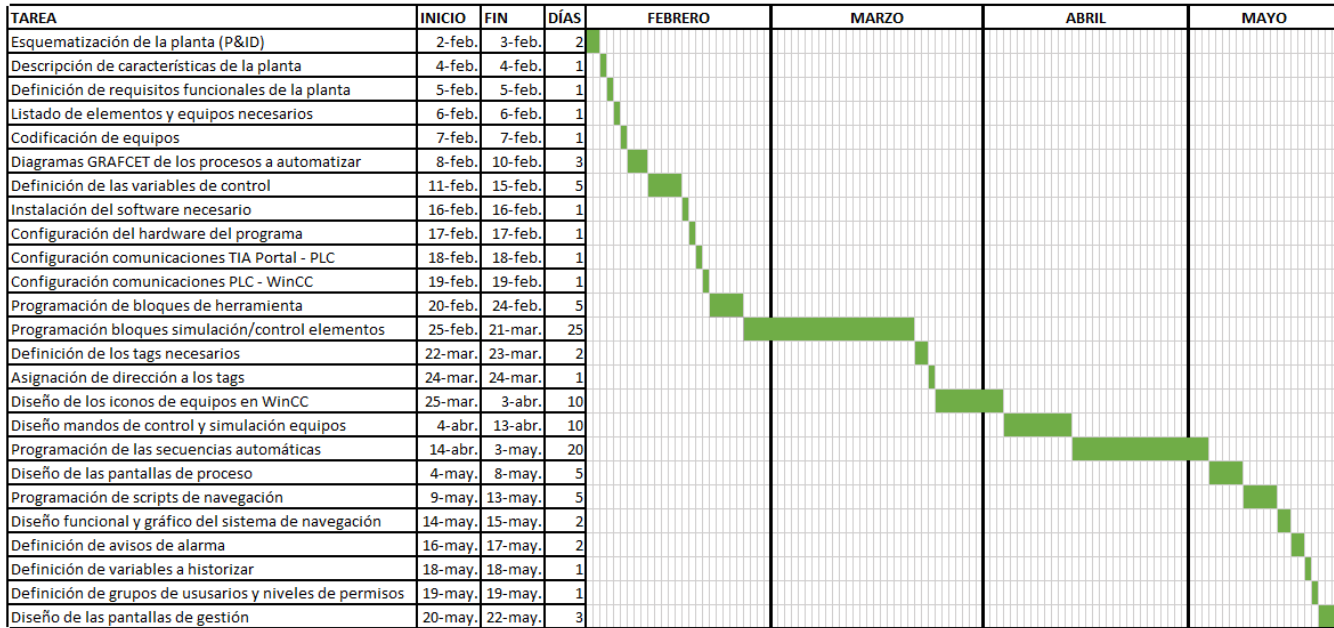 TAREA INICIO FIN DÍAS FEBRERO MARZO ABRIL MAYO
Esquematización de la planta (P&ID) 2-feb. 3-feb. 2
Descripción de características de la planta 4-feb. 4-feb. 1
Definición de requisitos funcionales de la planta 5-feb. 5-feb. 1
Listado de elementos y equipos necesarios 6-feb. 6-feb. 1
Codificación de equipos 7-feb. 7-feb. 1
Diagramas GRAFCET de los procesos a automatizar 8-feb. 10-feb. 3
Definición de las variables de control 11-feb. 15-feb. 5
Instalación del software necesario 16-feb. 16-feb. 1
Configuración del hardware del programa 17-feb. 17-feb. 1
Configuración comunicaciones TIA Portal - PLC 18-feb. 18-feb. 1
Configuración comunicaciones PLC - WinCC 19-feb. 19-feb. 1
Programación de bloques de herramienta 20-feb. 24-feb. 5
Programación bloques simulación/control elementos 25-feb. 21-mar. 25
Definición de los tags necesarios 22-mar. 23-mar. 2
Asignación de dirección a los tags 24-mar. 24-mar. 1
Diseño de los iconos de equipos en WinCC 25-mar. 3-abr. 10
Diseño mandos de control y simulación equipos 4-abr. 13-abr. 10
Programación de las secuencias automáticas 14-abr. 3-may. 20
Diseño de las pantallas de proceso 4-may. 8-may. 5
Programación de scripts de navegación 9-may. 13-may. 5
Diseño funcional y gráfico del sistema de navegación 14-may. 15-may. 2
Definición de avisos de alarma 16-may. 17-may. 2
Definición de variables a historizar 18-may. 18-may. 1
Definición de grupos de ususarios y niveles de permisos 19-may. 19-may. 1
Diseño de las pantallas de gestión 20-may. 22-may. 3